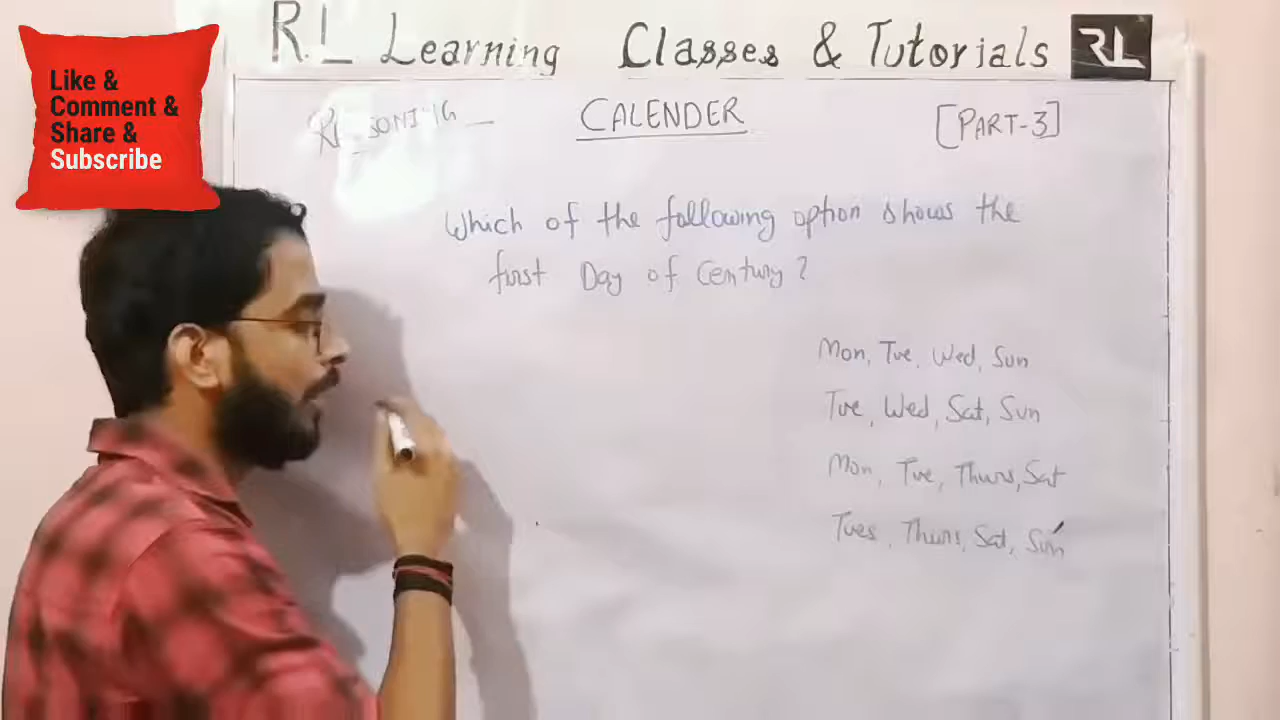 Like &
Comment &
Share &
Subscribe
R.L Learning Classes & Tutorials RL
CALENDER [PART-3]
Which of the following option shows the
first Day of Century ?
Mon, Tue, Wed, Sun
Tue, Wed, Sat, Sun
Mon, Tue, Thurs, Sat
Tues, Thurs, Sat, Sun